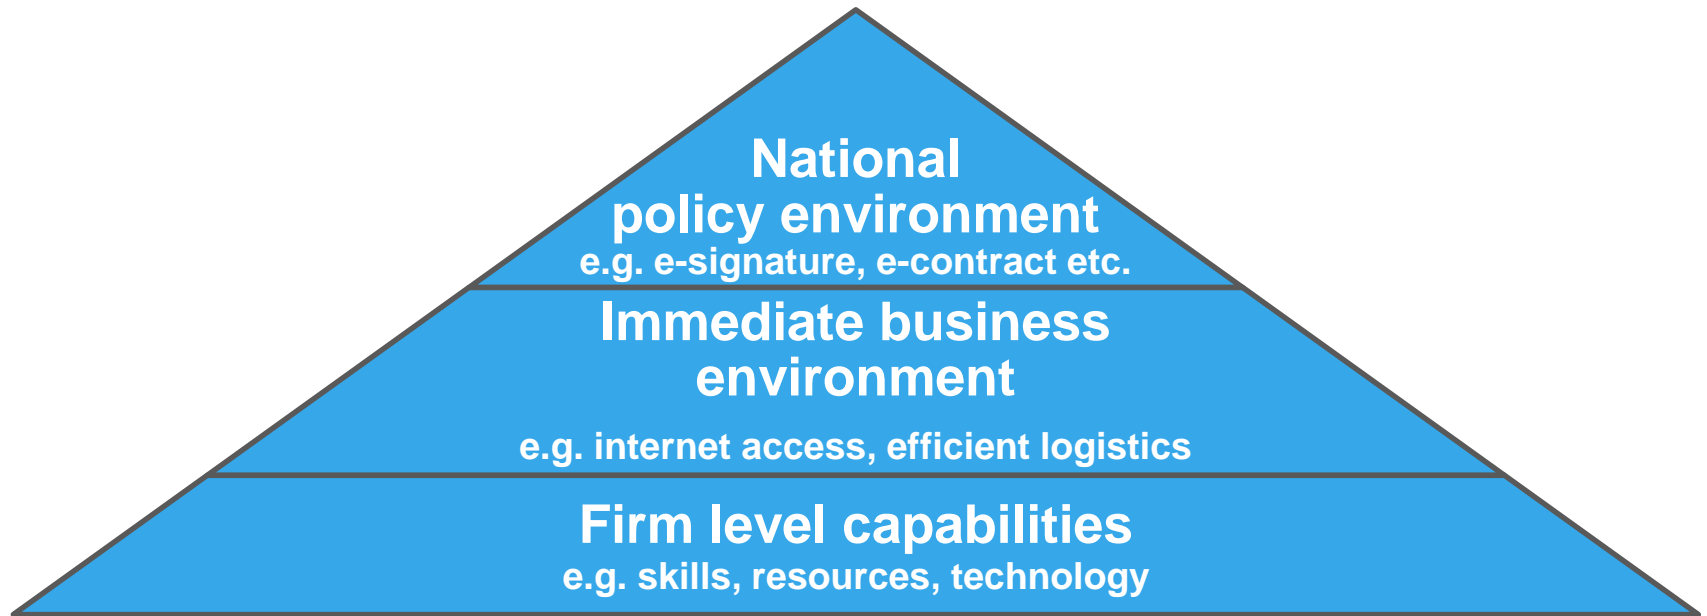 National
policy environment
e.g. e-signature, e-contract etc.
Immediate business
environment
e.g. internet access, efficient logistics
Firm level capabilities
e.g. skills, resources, technology